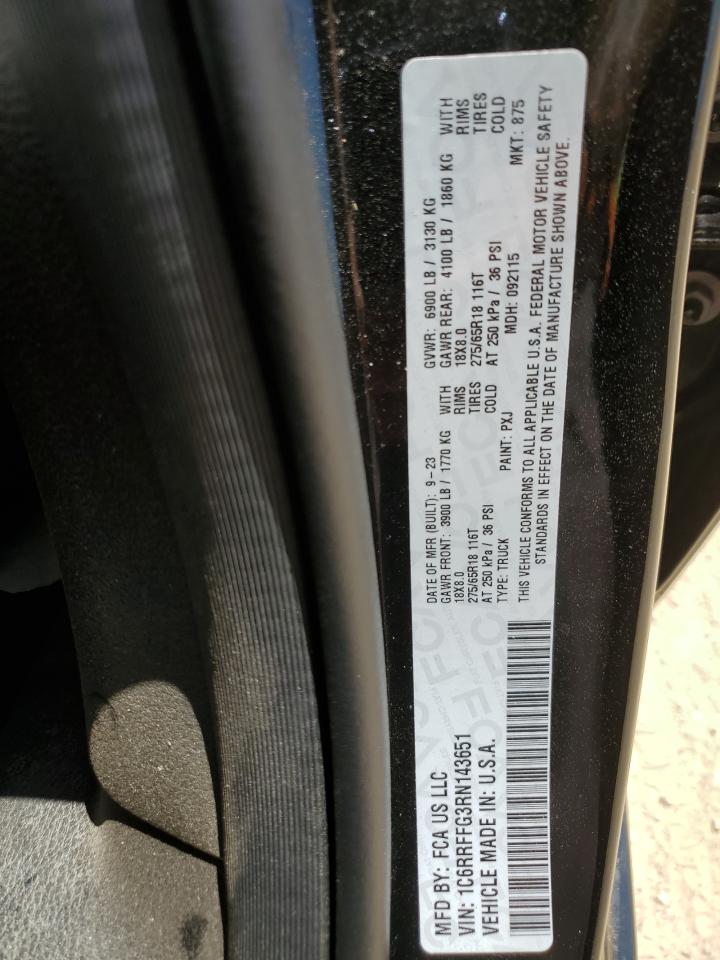 MFD BY: FCA US LLC
VIN: 1C6RRFFG3RN143651
VEHICLE MADE IN: U.S.A.
DATE OF MFR (BUILT): 9-23
GAWR FRONT: 3900 LB / 1770 KG WITH
18X8.0 RIMS
275/65R18 116T TIRES
AT 250 kPa / 36 PSI COLD
TYPE: TRUCK PAINT: PXJ
GVWR: 6900 LB / 3130 KG
GAWR REAR: 4100 LB / 1860 KG WITH
18X8.0 RIMS
275/65R18 116T TIRES
AT 250 kPa / 36 PSI COLD
MDH: 092115 MKT: 875
THIS VEHICLE CONFORMS TO ALL APPLICABLE U.S.A. FEDERAL MOTOR VEHICLE SAFETY
STANDARDS IN EFFECT ON THE DATE OF MANUFACTURE SHOWN ABOVE.